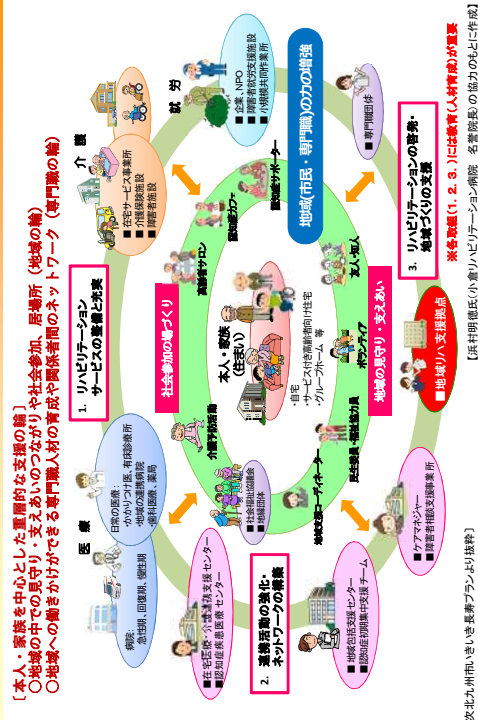 [ 本人・家族を中心とした重層的な支援の輪 ]
〇地域の中での見守り・支えあいのつながりや社会参加、居場所（地域の輪）
〇地域への働きかけができる専門職人材の育成や関係者間のネットワーク（専門職の輪）
1. リハビリテーション
サービスの整備と充実
医 療
病院:
急性期、回復期、慢性期
日常の医療:
・かかりつけ医、有床診療所
・地域の連携病院
・歯科医療、薬局
介 護
■在宅サービス事業所
■介護保険施設
■障害者施設
就 労
■企業、NPO
■障害者就労支援施設
■小規模共同作業所
社会参加の場づくり
介護予防活動
高齢者サロン
認知症カフェ
認知症サポーター
地域(市民・専門職)の力の増強
本人・家族
(住まい)
・自宅
・サービス付き高齢者向け住宅
・グループホーム 等
■社会福祉協議会
■地縁団体
地域支援コーディネーター
民生委員・福祉協力員
ボランティア
友人・知人
地域の見守り・支えあい
■在宅医療・介護連携支援センター
■認知症疾患医療センター
2. 連携活動の強化・
ネットワークの構築
■地域包括支援センター
■認知症初期集中支援チーム
■ケアマネジャー
■障害者相談支援事業所
■地域リハ支援拠点
■専門職団体
3. リハビリテーションの啓発・
地域づくりの支援
※各取組(１．２．３．)には教育(人材育成)が重要
【浜村明徳氏(小倉リハビリテーション病院 名誉院長)の協力のもとに作成】
次北九州市いきいき長寿プランより抜粋 ]